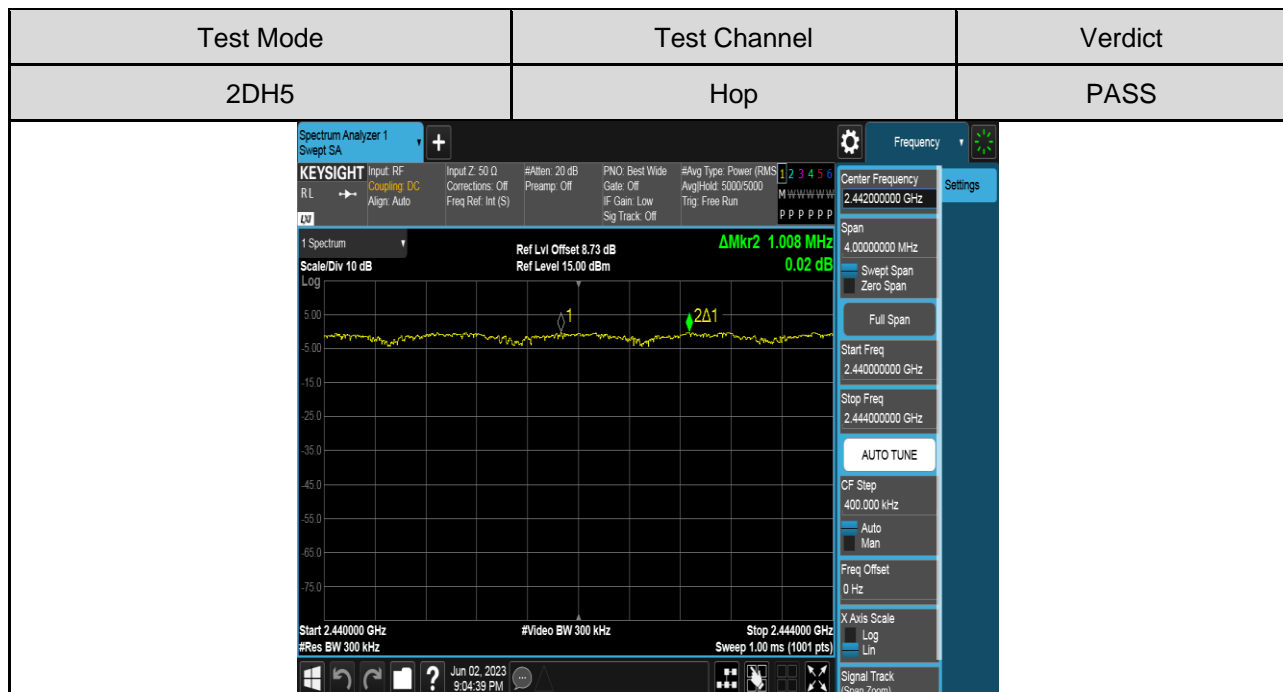 Test Mode Test Channel Verdict
2DH5 Hop PASS
Spectrum Analyzer 1
Swept SA
+
Frequency
KEYSIGHT
RL
LXI
Input: RF
Coupling: DC
Align: Auto
Input Z: 50 Ω
Corrections: Off
Freq Ref: Int (S)
#Atten: 20 dB
Preamp: Off
PNO: Best Wide
Gate: Off
IF Gain: Low
Sig Track: Off
#Avg Type: Power (RMS
Avg|Hold: 5000/5000
Trig: Free Run
1 2 3 4 5 6
M W W W W W
P P P P P P
1 Spectrum
Scale/Div 10 dB
Log
Ref Lvl Offset 8.73 dB
Ref Level 15.00 dBm
ΔMkr2 1.008 MHz
0.02 dB
1
2Δ1
5.00
-5.00
-15.0
-25.0
-35.0
-45.0
-55.0
-65.0
-75.0
Start 2.440000 GHz #Video BW 300 kHz Stop 2.444000 GHz
#Res BW 300 kHz Sweep 1.00 ms (1001 pts)
?
Jun 02, 2023
9:04:39 PM
Center Frequency
2.442000000 GHz
Settings
Span
4.00000000 MHz
Swept Span
Zero Span
Full Span
Start Freq
2.440000000 GHz
Stop Freq
2.444000000 GHz
AUTO TUNE
CF Step
400.000 kHz
Auto
Man
Freq Offset
0 Hz
X Axis Scale
Log
Lin
Signal Track
(Span Zoom)